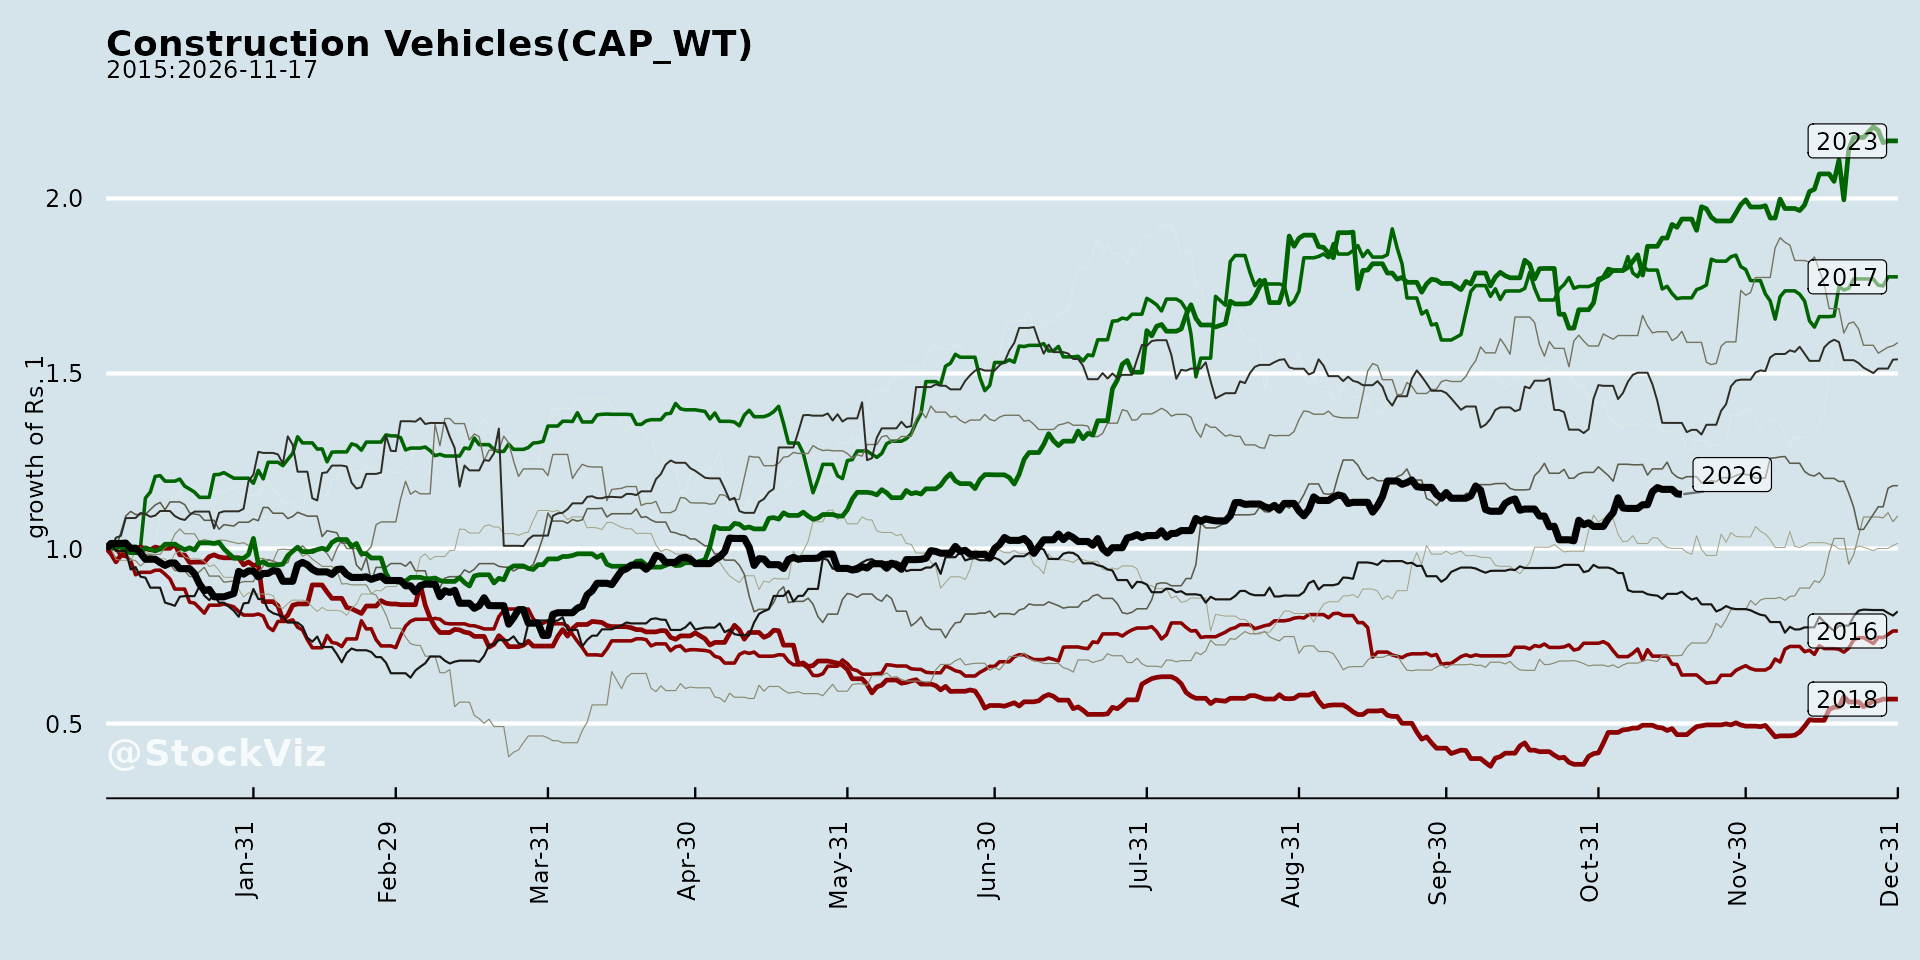 Construction Vehicles(CAP_WT)
2015:2026-11-17
growth of Rs. 1
2.0
1.5
1.0
0.5
2023
2017
2026
2016
2018
@StockViz
Jan-31
Feb-29
Mar-31
Apr-30
May-31
Jun-30
Jul-31
Aug-31
Sep-30
Oct-31
Nov-30
Dec-31